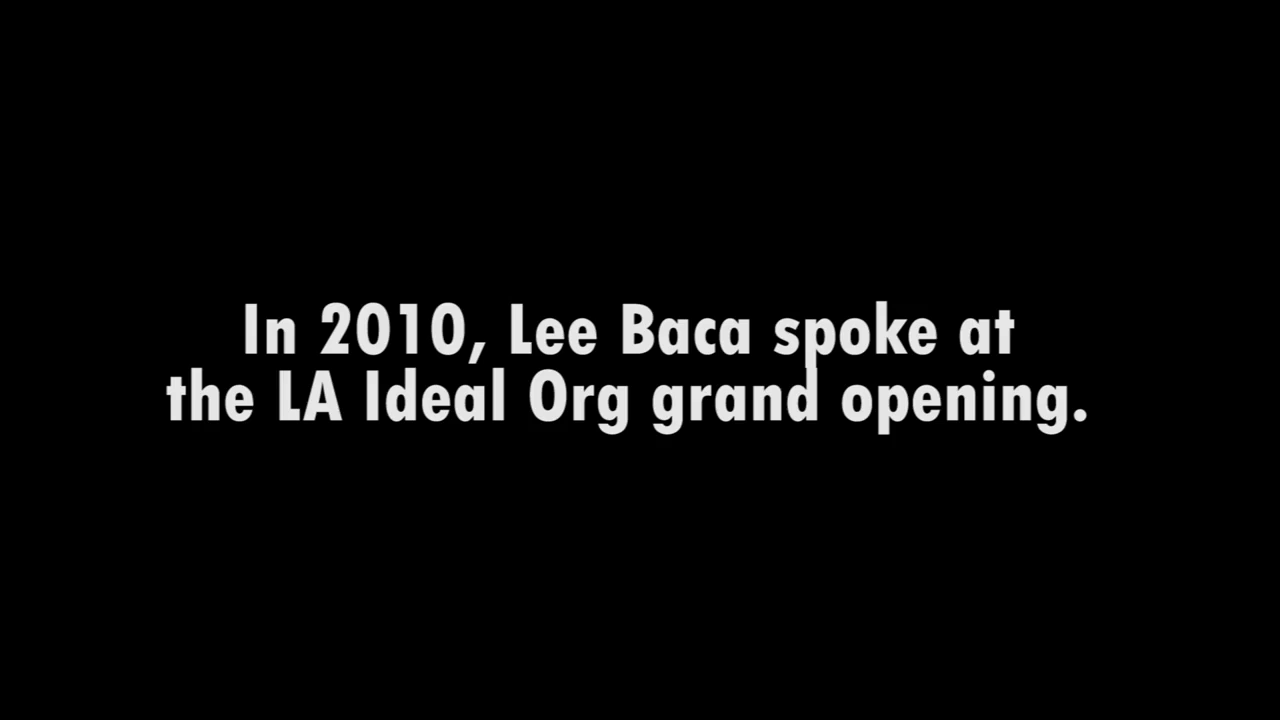 In 2010, Lee Baca spoke at
the LA Ideal Org grand opening.